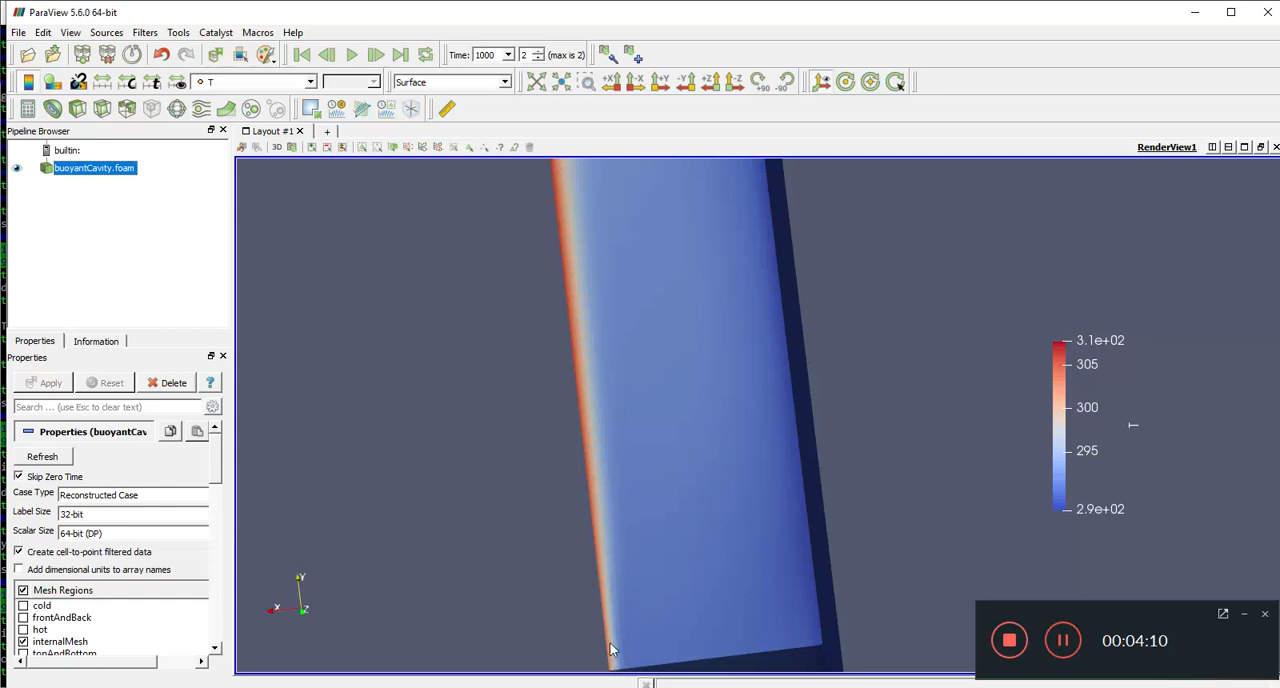 ParaView 5.6.0 64-bit
File Edit View Sources Filters Tools Catalyst Macros Help
Time: 1000 2 (max is 2)
T Surface +X -X +Y -Y +Z -Z +90 -90
Pipeline Browser
Layout #1 +
builtin:
3D RenderView1
buoyantCavity.foam
Properties Information
Properties
Apply Reset Delete ?
Search ... (use Esc to clear text)
Properties (buoyantCav
Refresh
Skip Zero Time
Case Type Reconstructed Case
Label Size 32-bit
Scalar Size 64-bit (DP)
Create cell-to-point filtered data
Add dimensional units to array names
Mesh Regions
cold
frontAndBack
hot
internalMesh
topAndBottom
3.1e+02
305
300
T
295
2.9e+02
Y
X
Z
00:04:10